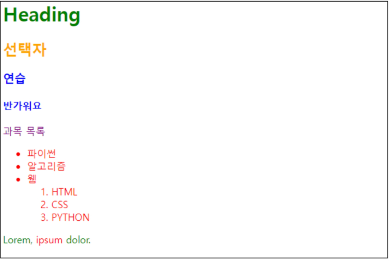 Heading
선택자
연습
반가워요
과목 목록
• 파이썬
• 알고리즘
• 웹
1. HTML
2. CSS
3. PYTHON
Lorem, ipsum dolor.